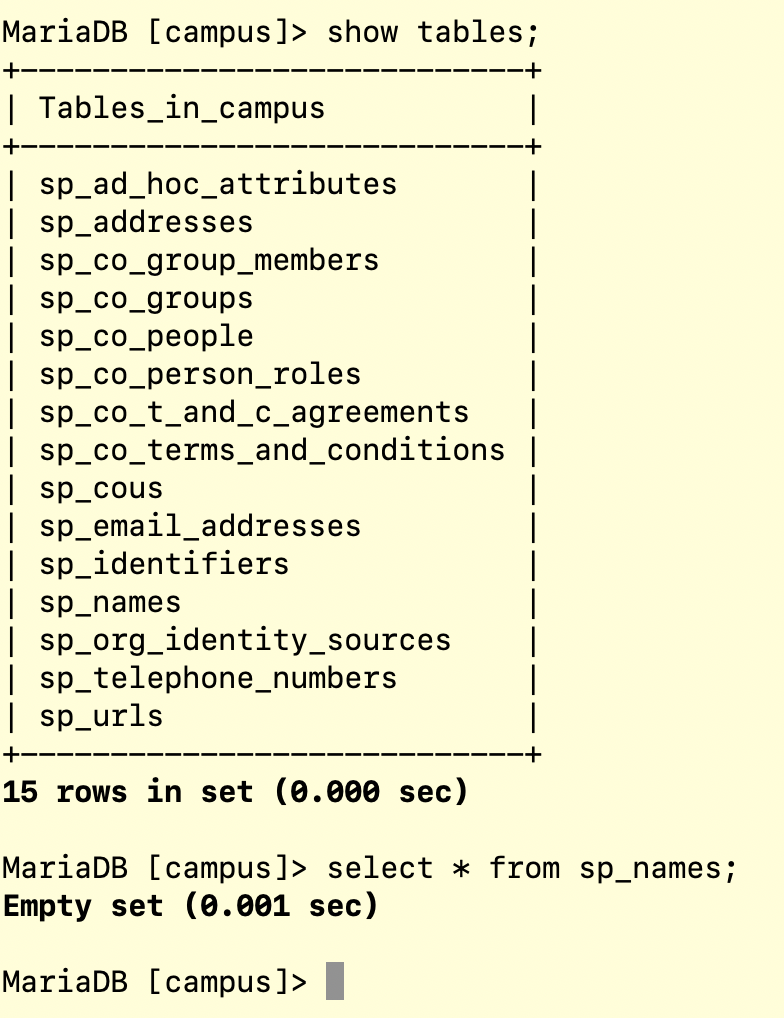 MariaDB [campus]> show tables;
+----------------------------+
| Tables_in_campus           |
+----------------------------+
| sp_ad_hoc_attributes       |
| sp_addresses               |
| sp_co_group_members        |
| sp_co_groups               |
| sp_co_people               |
| sp_co_person_roles         |
| sp_co_t_and_c_agreements   |
| sp_co_terms_and_conditions |
| sp_cous                    |
| sp_email_addresses         |
| sp_identifiers             |
| sp_names                   |
| sp_org_identity_sources    |
| sp_telephone_numbers       |
| sp_urls                    |
+----------------------------+
15 rows in set (0.000 sec)

MariaDB [campus]> select * from sp_names;
Empty set (0.001 sec)

MariaDB [campus]>